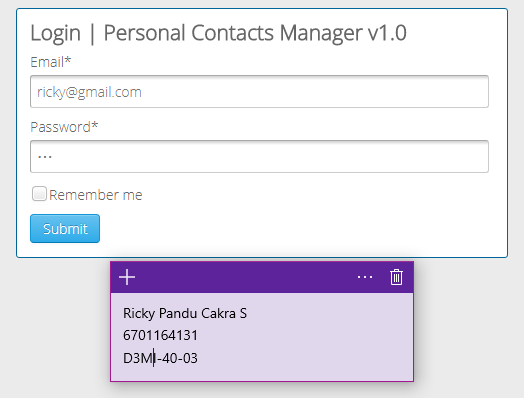 Login | Personal Contacts Manager v1.0
Email*
ricky@gmail.com
Password*
···
Remember me
Submit
Ricky Pandu Cakra S
6701164131
D3MI-40-03